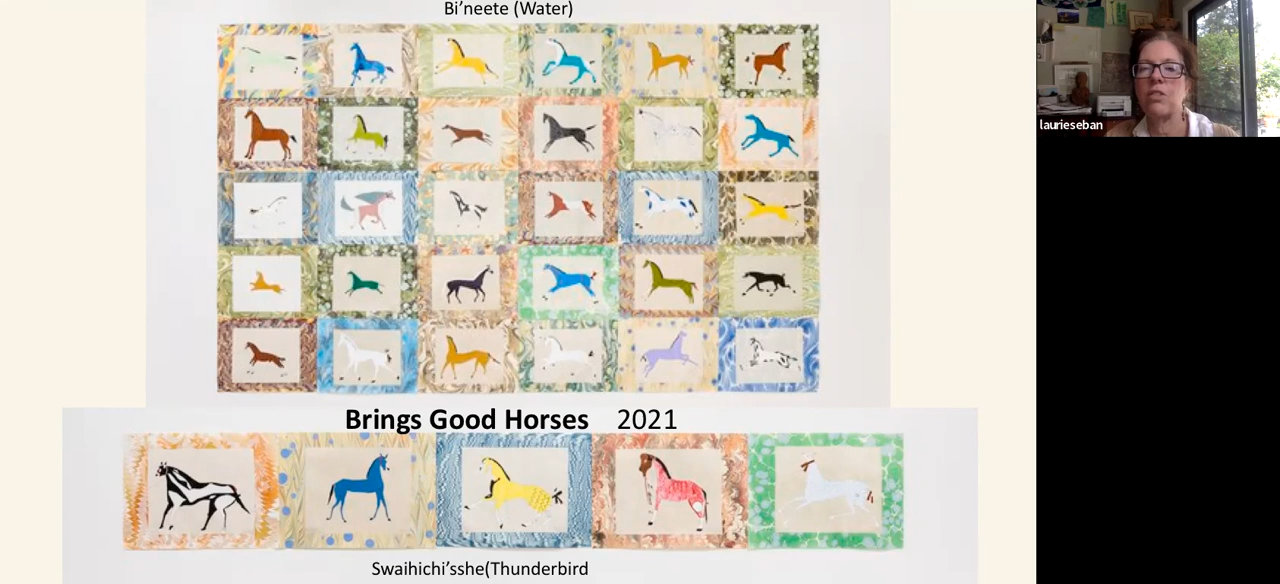 Bi’neete (Water)
laurieseban
Brings Good Horses 2021
Swaihichi’sshe(Thunderbird